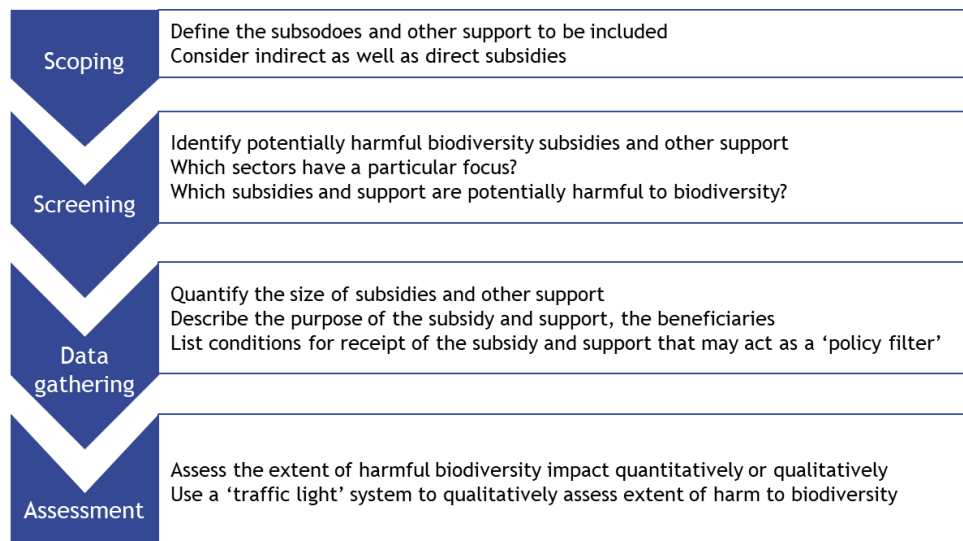 Scoping
Define the subsodoes and other support to be included
Consider indirect as well as direct subsidies
Screening
Identify potentially harmful biodiversity subsidies and other support
Which sectors have a particular focus?
Which subsidies and support are potentially harmful to biodiversity?
Data
gathering
Quantify the size of subsidies and other support
Describe the purpose of the subsidy and support, the beneficiaries
List conditions for receipt of the subsidy and support that may act as a ‘policy filter’
Assessment
Assess the extent of harmful biodiversity impact quantitatively or qualitatively
Use a ‘traffic light’ system to qualitatively assess extent of harm to biodiversity